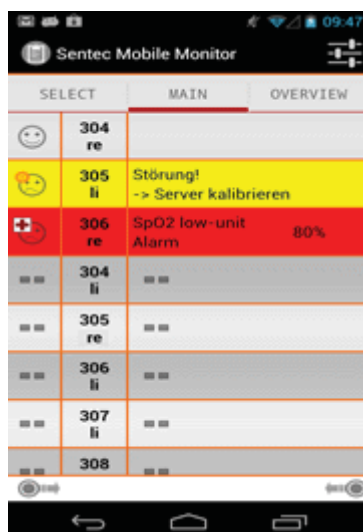 09:47
Sentec Mobile Monitor
SELECT MAIN OVERVIEW
304
re
305
li
Störung!
-> Server kalibrieren
306
re
SpO2 low-unit
Alarm
80%
304
li
--
--
305
re
--
--
306
li
--
--
307
li
--
--
308
--
--